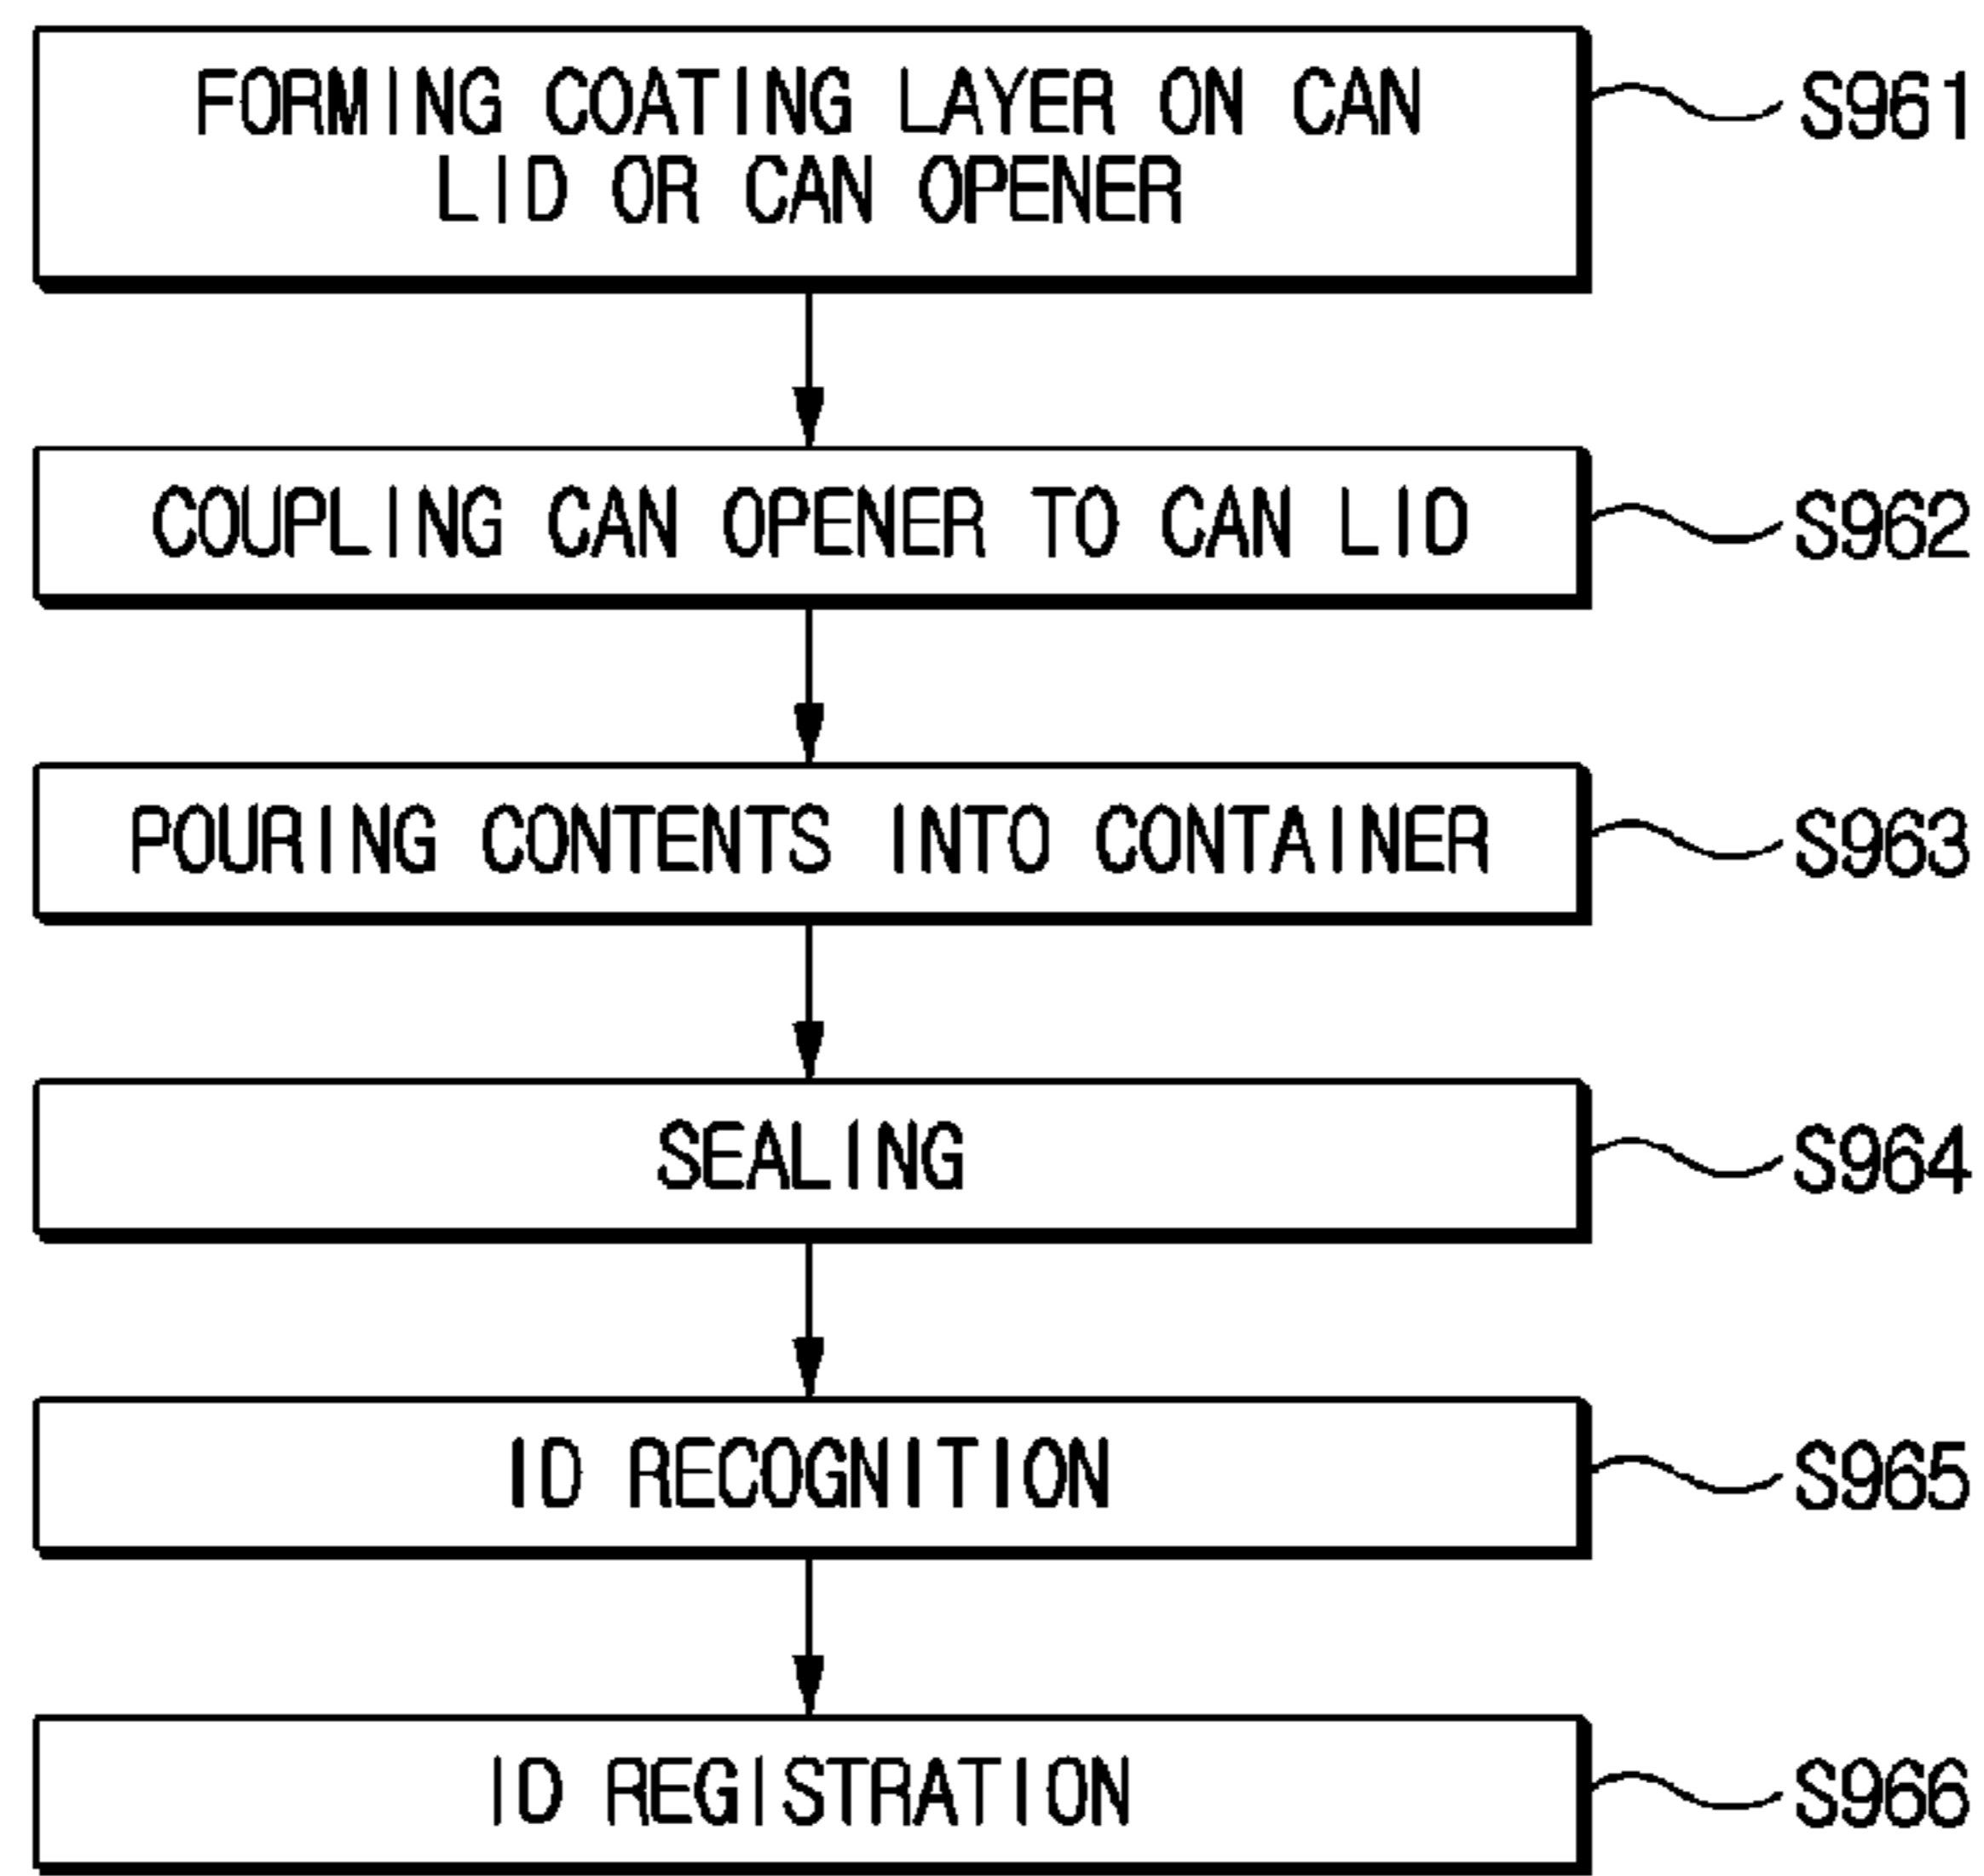 FORMING COATING LAYER ON CAN
LID OR CAN OPENER
S961
COUPLING CAN OPENER TO CAN LID
S962
POURING CONTENTS INTO CONTAINER
S963
SEALING
S964
ID RECOGNITION
S965
ID REGISTRATION
S966